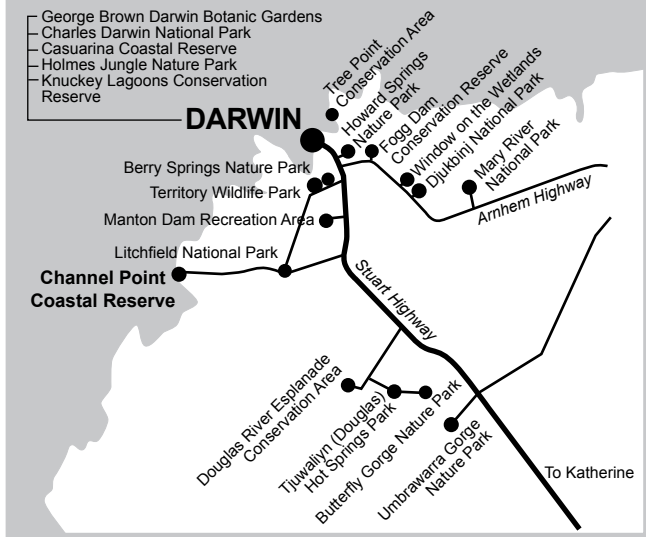 George Brown Darwin Botanic Gardens
Charles Darwin National Park
Casuarina Coastal Reserve
Holmes Jungle Nature Park
Knuckey Lagoons Conservation
Reserve
DARWIN
Tree Point
Conservation Area
Howard Springs
Nature Park
Fogg Dam
Conservation Reserve
Window on the Wetlands
Djukbinj National Park
Mary River
National Park
Arnhem Highway
Berry Springs Nature Park
Territory Wildlife Park
Manton Dam Recreation Area
Litchfield National Park
Channel Point
Coastal Reserve
Stuart Highway
Douglas River Esplanade
Conservation Area
Tjuwaliyn (Douglas)
Hot Springs Park
Butterfly Gorge Nature Park
Umbrawarra Gorge
Nature Park
To Katherine